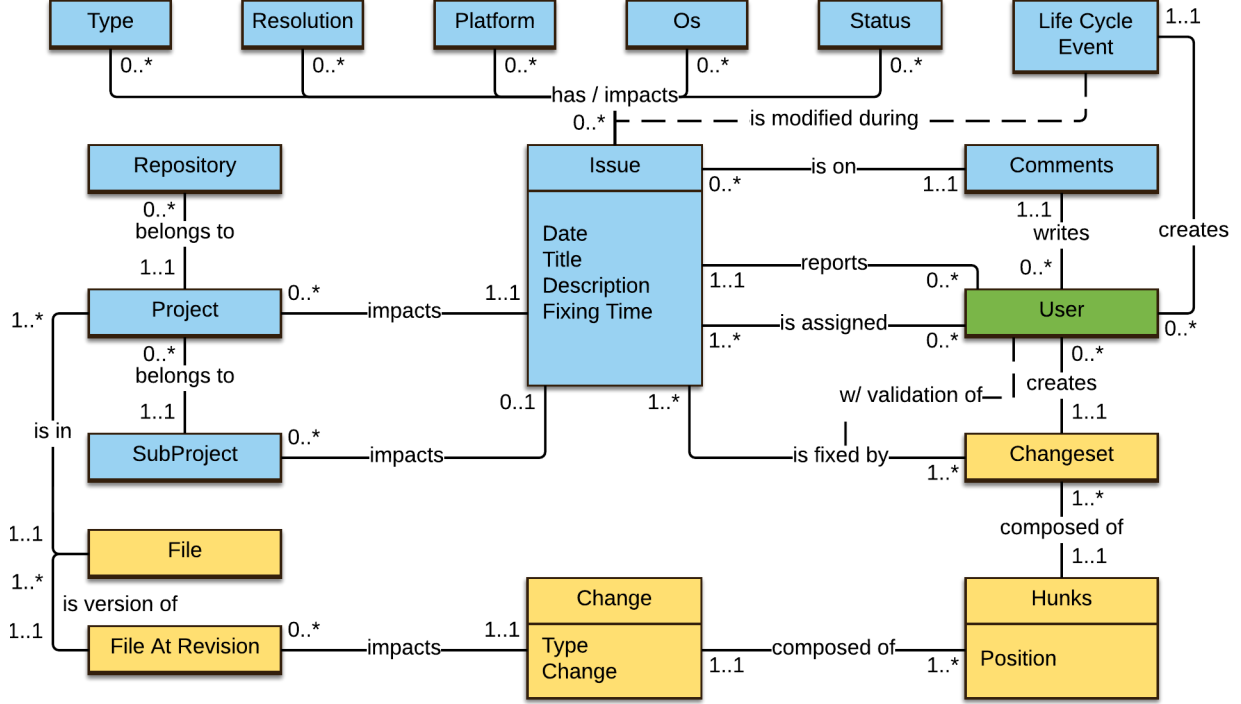 Type
Resolution
Platform
Os
Status
Life Cycle
Event
1..1
0..*
0..*
0..*
0..*
0..*
has / impacts
0..*
is modified during
Repository
Issue
is on
Comments
0..*
1..1
0..*
belongs to
1..1
1..1
writes
0..*
creates
Date
Title
Description
Fixing Time
reports
1..1
0..*
Project
0..*
impacts
1..1
User
1..*
is assigned
1..*
0..*
0..*
0..*
belongs to
1..1
0..*
creates
1..1
w/ validation of
0..1
1..*
is in
SubProject
0..*
impacts
is fixed by
1..*
Changeset
1..*
composed of
1..1
1..1
File
1..*
is version of
1..1
File At Revision
0..*
impacts
1..1
Change
Type
Change
1..1
composed of
1..*
Hunks
Position